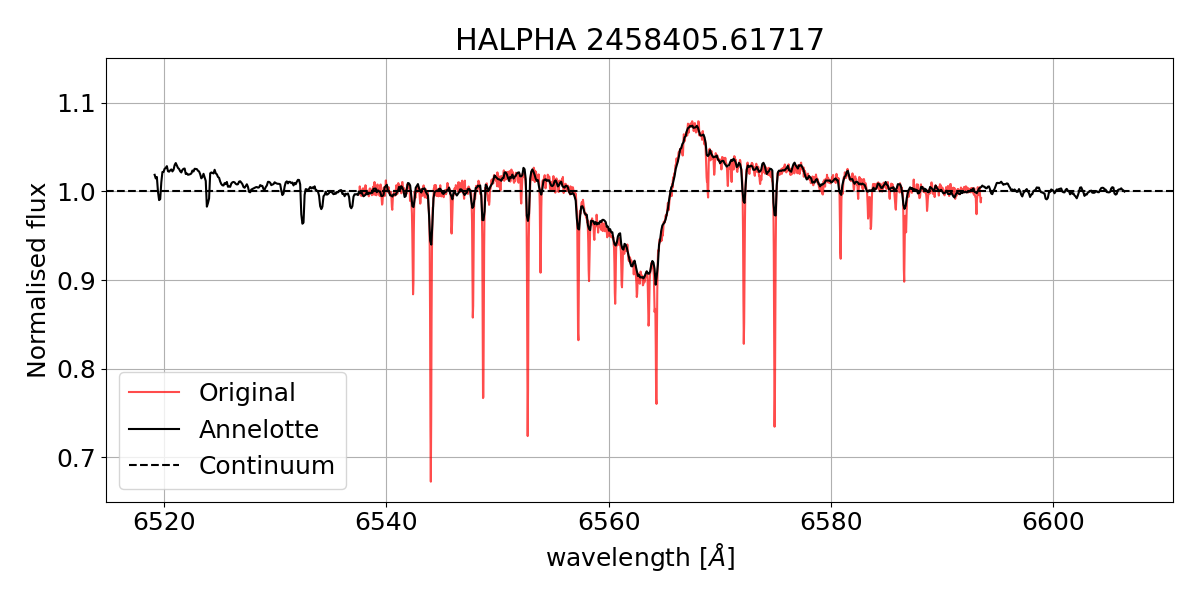 HALPHA 2458405.61717
Normalised flux
1.1
1.0
0.9
0.8
0.7
Original
Annelotte
Continuum
6520 6540 6560 6580 6600
wavelength [Å]